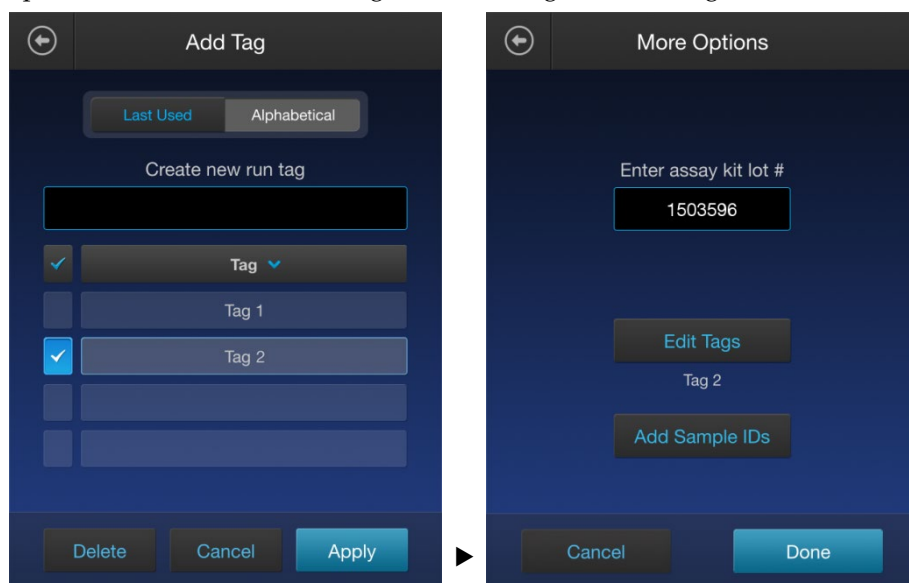 Add Tag
Last Used Alphabetical
Create new run tag
Tag
Tag 1
Tag 2
Delete Cancel Apply
More Options
Enter assay kit lot #
1503596
Edit Tags
Tag 2
Add Sample IDs
Cancel Done